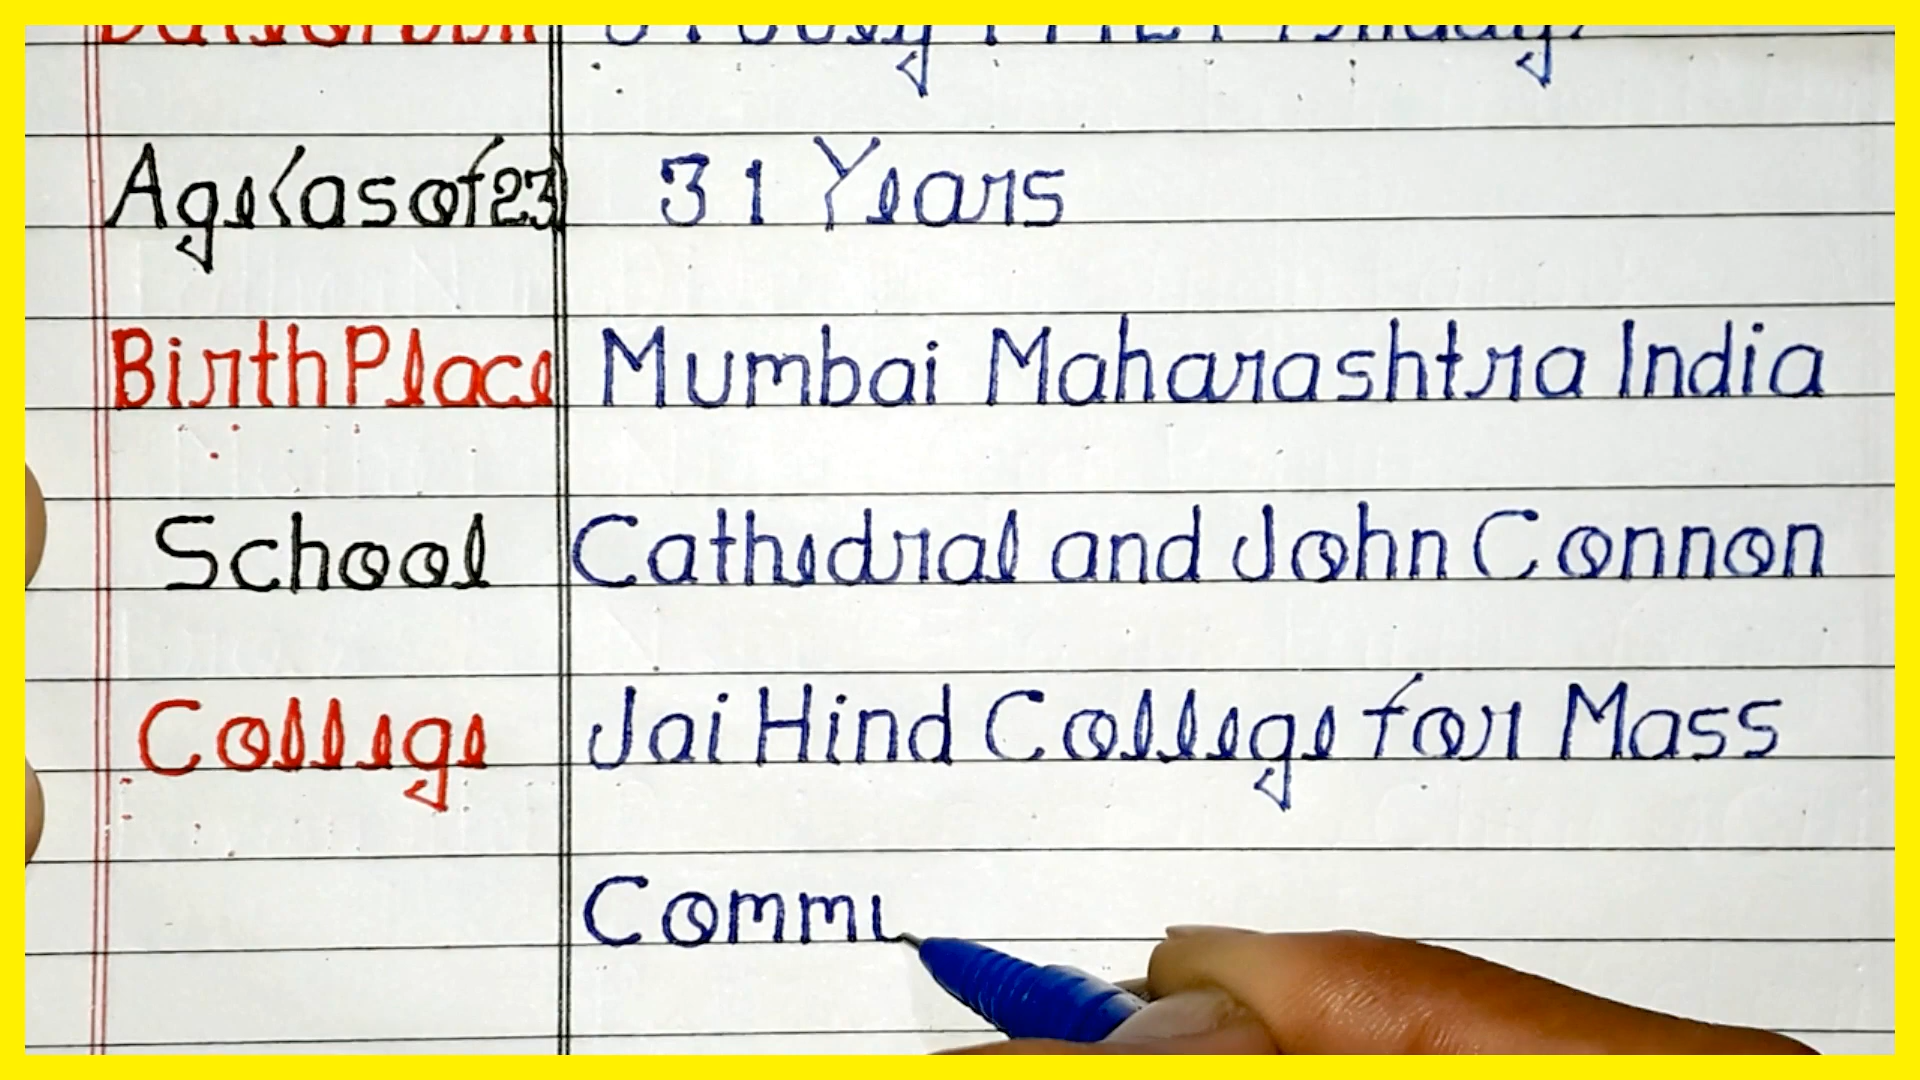 Age(as of 23) 31 Years
Birth Place Mumbai Maharashtra India
School Cathedral and John Connon
College Jai Hind College for Mass
Commu